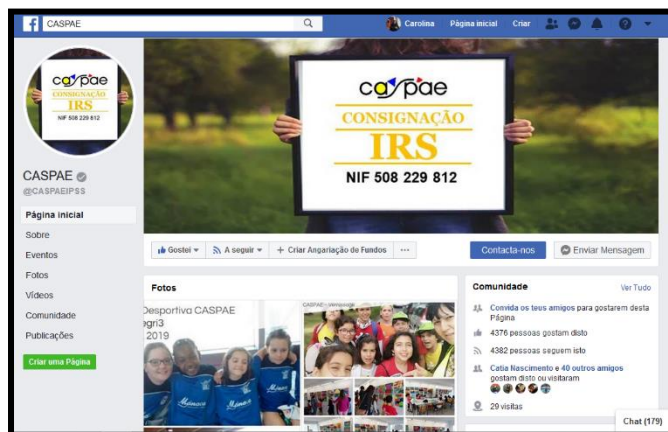 CASPAE
Carolina
Página inicial
Criar
caspae
CONSIGNAÇÃO
IRS
NIF 508 229 812
caspae
CONSIGNAÇÃO
IRS
NIF 508 229 812
CASPAE
@CASPAEIPSS
Página inicial
Sobre
Eventos
Fotos
Vídeos
Comunidade
Publicações
Criar uma Página
Gostei
A seguir
+ Criar Angariação de Fundos
...
Contacta-nos
Enviar Mensagem
Fotos
Desportiva CASPAE
egri3
2019
CASPAE
Comunidade
Ver Tudo
Convida os teus amigos para gostarem desta
Página
4376 pessoas gostam disto
4382 pessoas seguem isto
Catia Nascimento e 40 outros amigos
gostam disto ou visitaram
29 visitas
Chat (179)